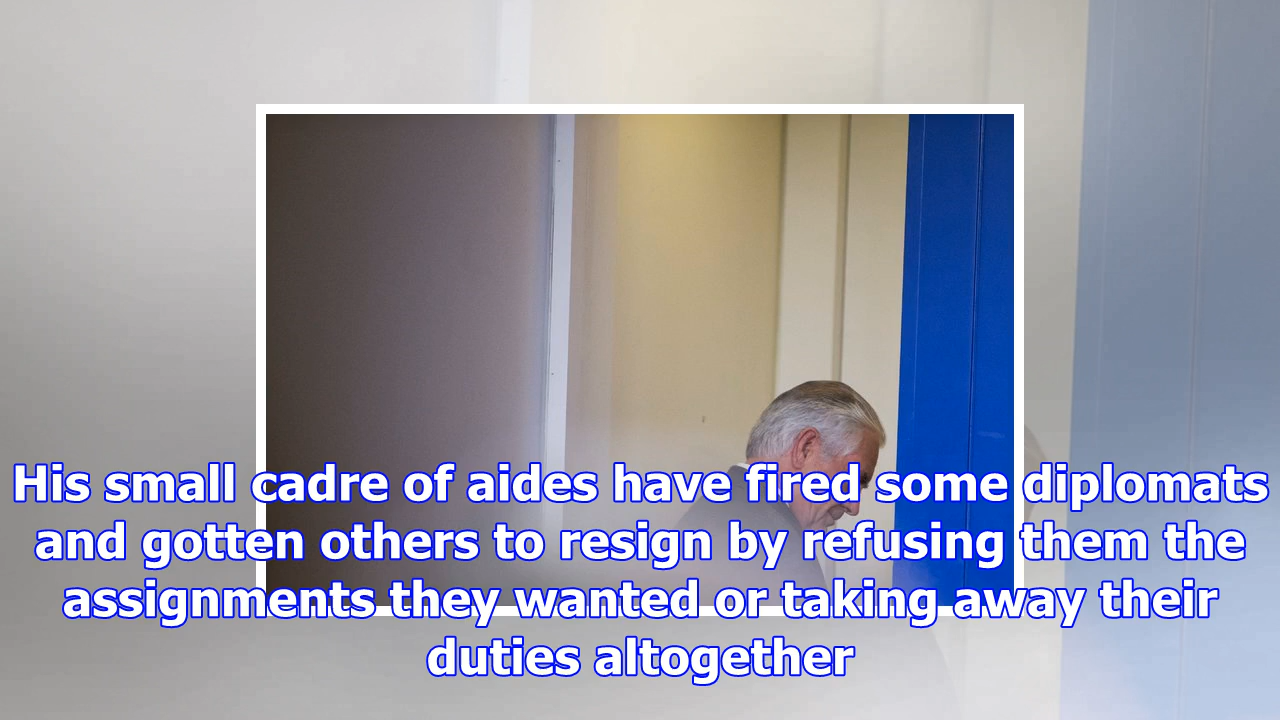 His small cadre of aides have fired some diplomats
and gotten others to resign by refusing them the
assignments they wanted or taking away their
duties altogether